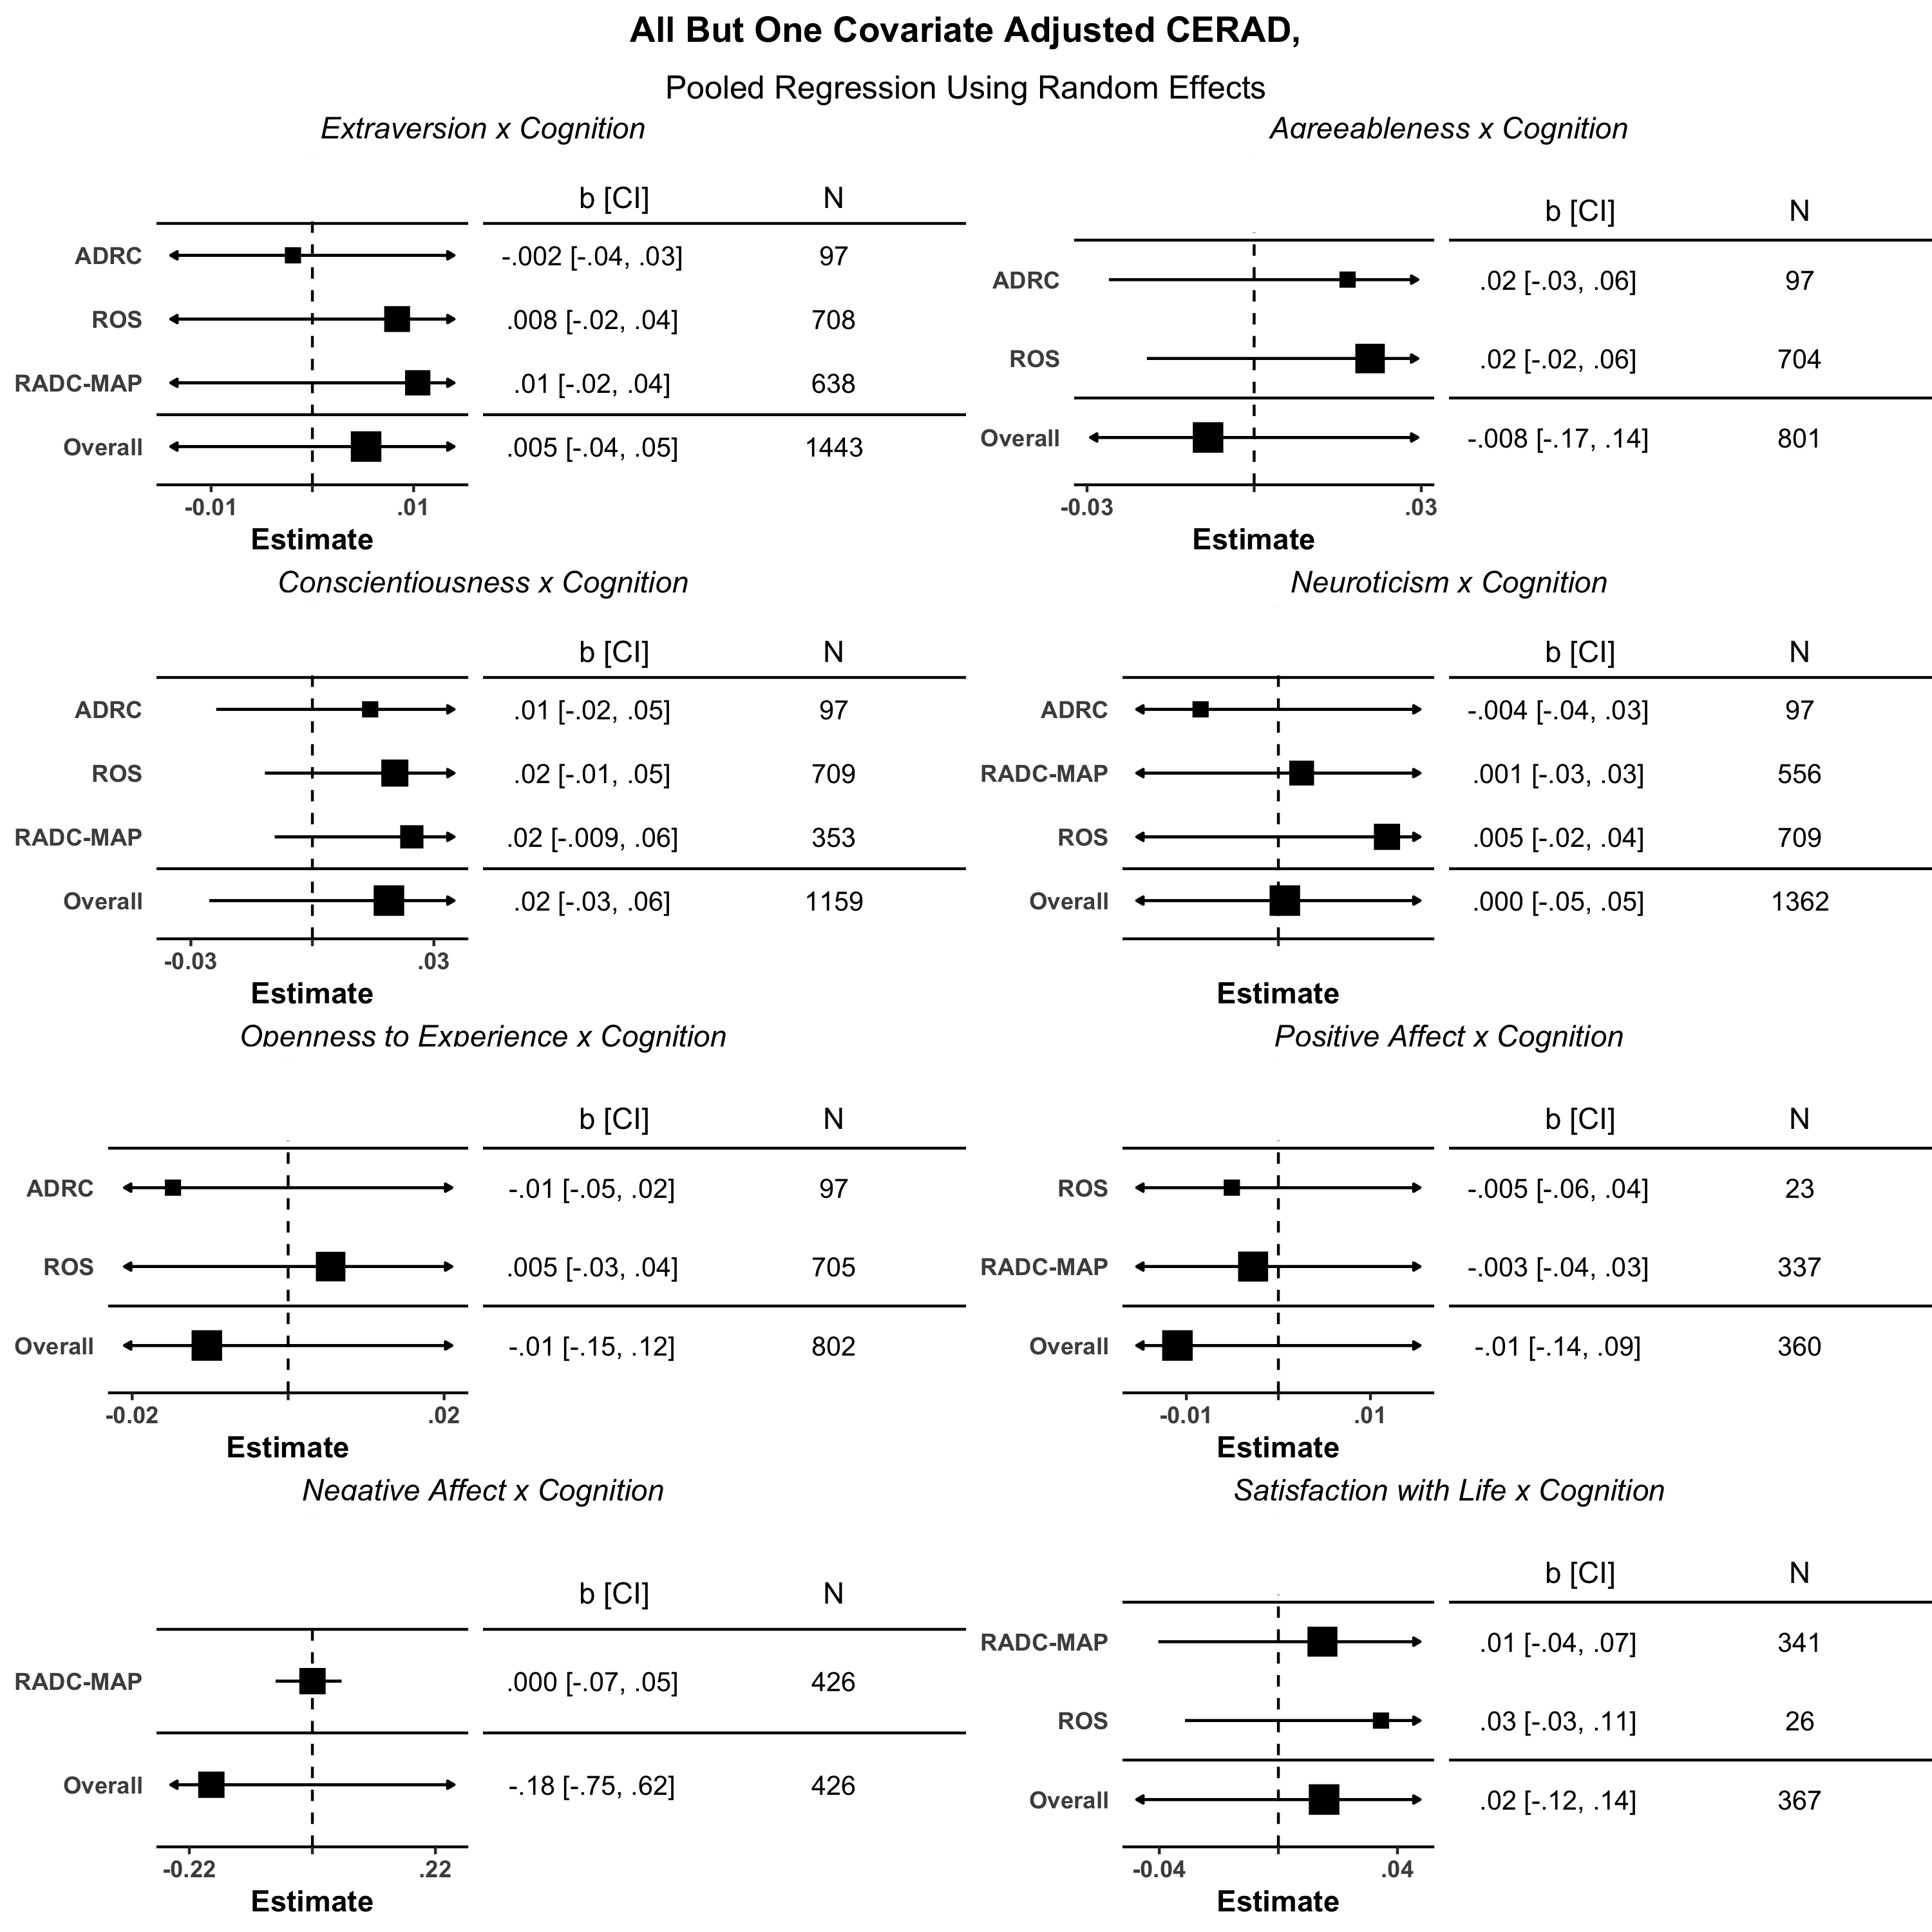 All But One Covariate Adjusted CERAD,
Pooled Regression Using Random Effects
Extraversion x Cognition
b [CI] N
ADRC -.002 [-.04, .03] 97
ROS .008 [-.02, .04] 708
RADC-MAP .01 [-.02, .04] 638
Overall .005 [-.04, .05] 1443
-0.01 .01
Estimate
Agreeableness x Cognition
b [CI] N
ADRC .02 [-.03, .06] 97
ROS .02 [-.02, .06] 704
Overall -.008 [-.17, .14] 801
-0.03 .03
Estimate
Conscientiousness x Cognition
b [CI] N
ADRC .01 [-.02, .05] 97
ROS .02 [-.01, .05] 709
RADC-MAP .02 [-.009, .06] 353
Overall .02 [-.03, .06] 1159
-0.03 .03
Estimate
Neuroticism x Cognition
b [CI] N
ADRC -.004 [-.04, .03] 97
RADC-MAP .001 [-.03, .03] 556
ROS .005 [-.02, .04] 709
Overall .000 [-.05, .05] 1362
Estimate
Openness to Experience x Cognition
b [CI] N
ADRC -.01 [-.05, .02] 97
ROS .005 [-.03, .04] 705
Overall -.01 [-.15, .12] 802
-0.02 .02
Estimate
Positive Affect x Cognition
b [CI] N
ROS -.005 [-.06, .04] 23
RADC-MAP -.003 [-.04, .03] 337
Overall -.01 [-.14, .09] 360
-0.01 .01
Estimate
Negative Affect x Cognition
b [CI] N
RADC-MAP .000 [-.07, .05] 426
Overall -.18 [-.75, .62] 426
-0.22 .22
Estimate
Satisfaction with Life x Cognition
b [CI] N
RADC-MAP .01 [-.04, .07] 341
ROS .03 [-.03, .11] 26
Overall .02 [-.12, .14] 367
-0.04 .04
Estimate